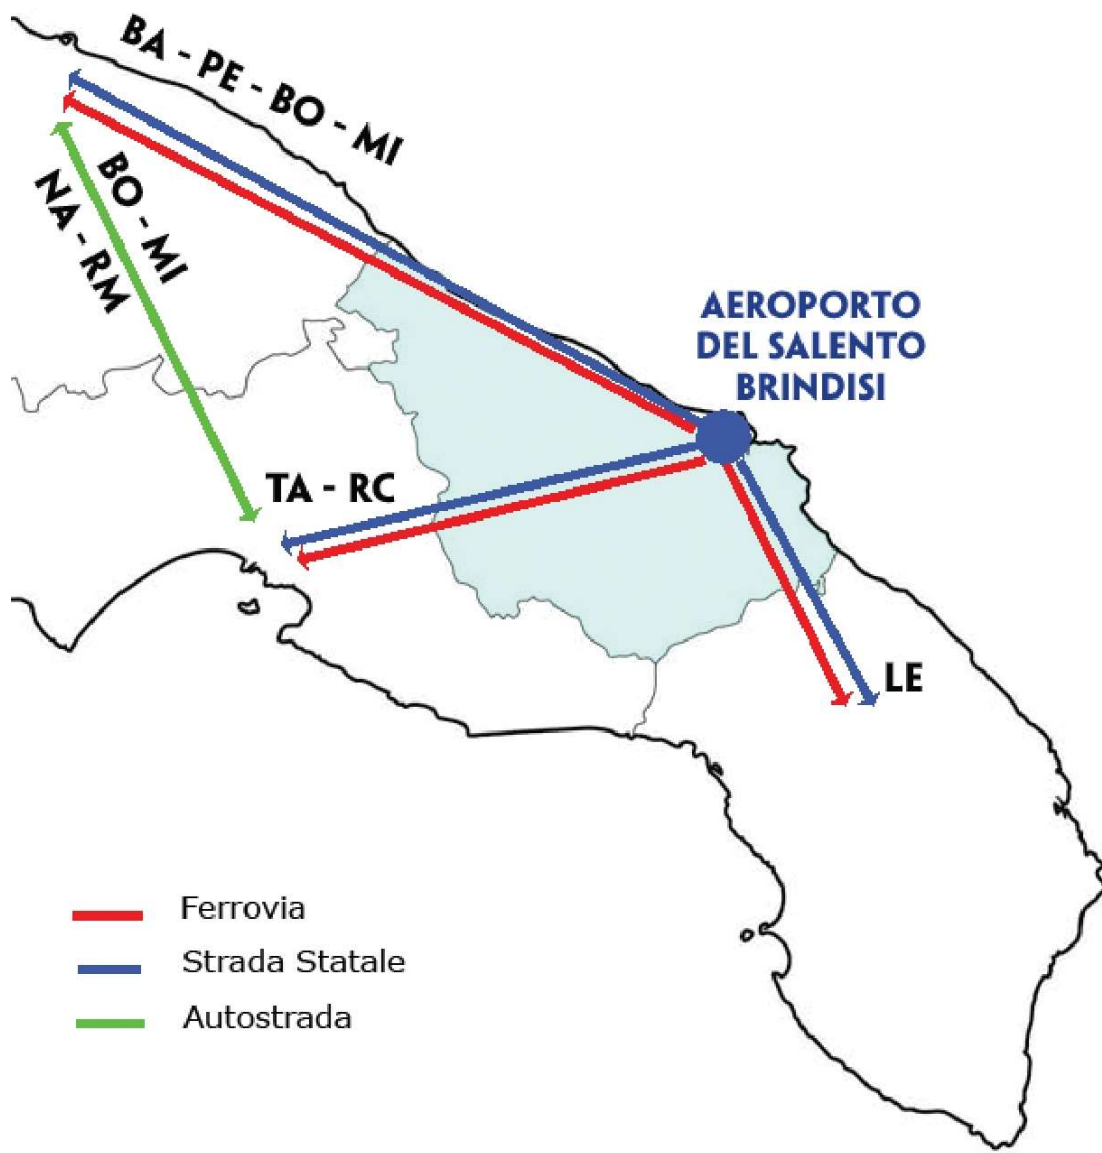 BA - PE - BO - MI
BO - MI
NA - RM
AEROPORTO
DEL SALENTO
BRINDISI
TA - RC
LE
Ferrovia
Strada Statale
Autostrada